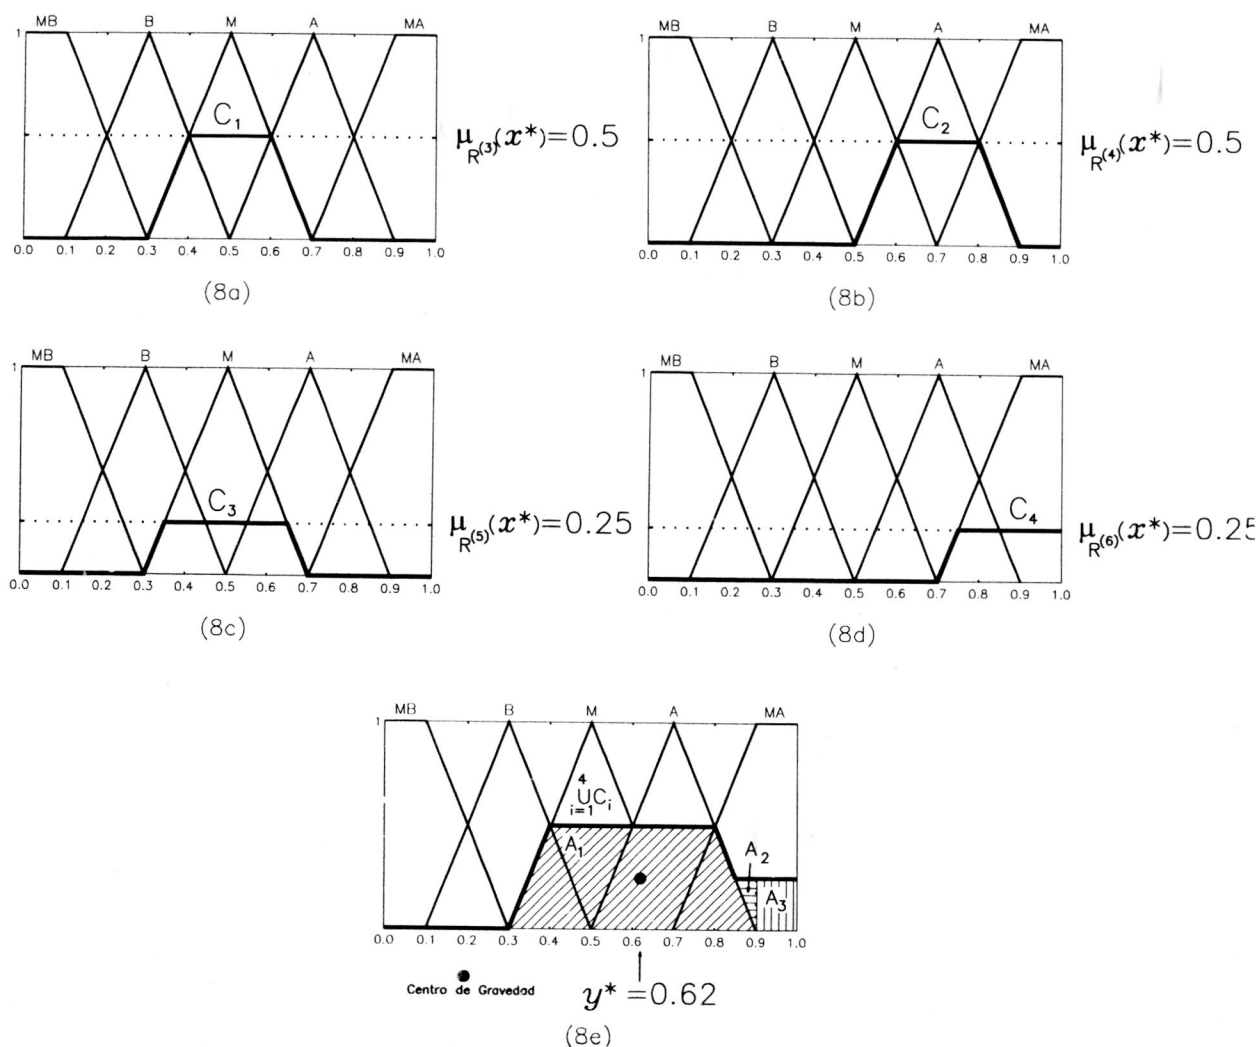 MB B M A MA
1
C1
μR(3)(x*)=0.5
0.0 0.1 0.2 0.3 0.4 0.5 0.6 0.7 0.8 0.9 1.0
(8a)
MB B M A MA
1
C2
μR(4)(x*)=0.5
0.0 0.1 0.2 0.3 0.4 0.5 0.6 0.7 0.8 0.9 1.0
(8b)
MB B M A MA
1
C3
μR(5)(x*)=0.25
0.0 0.1 0.2 0.3 0.4 0.5 0.6 0.7 0.8 0.9 1.0
(8c)
MB B M A MA
1
C4
μR(6)(x*)=0.25
0.0 0.1 0.2 0.3 0.4 0.5 0.6 0.7 0.8 0.9 1.0
(8d)
MB B M A MA
1
4
UCi
i=1
A1
A2
A3
0.0 0.1 0.2 0.3 0.4 0.5 0.6 0.7 0.8 0.9 1.0
Centro de Gravedad
y*=0.62
(8e)